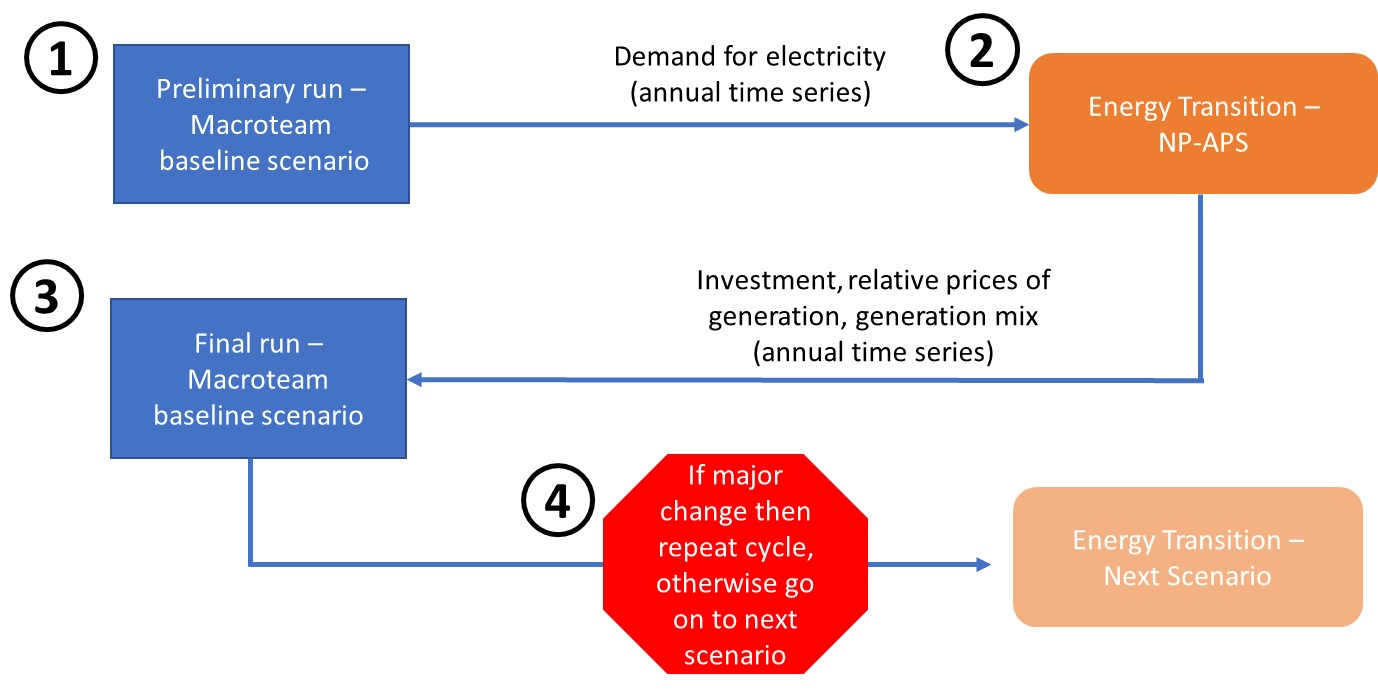 1
Preliminary run –
Macroteam
baseline scenario
Demand for electricity
(annual time series)
2
Energy Transition –
NP-APS
Investment, relative prices of
generation, generation mix
(annual time series)
3
Final run –
Macroteam
baseline scenario
4
If major
change then
repeat cycle,
otherwise go
on to next
scenario
Energy Transition –
Next Scenario